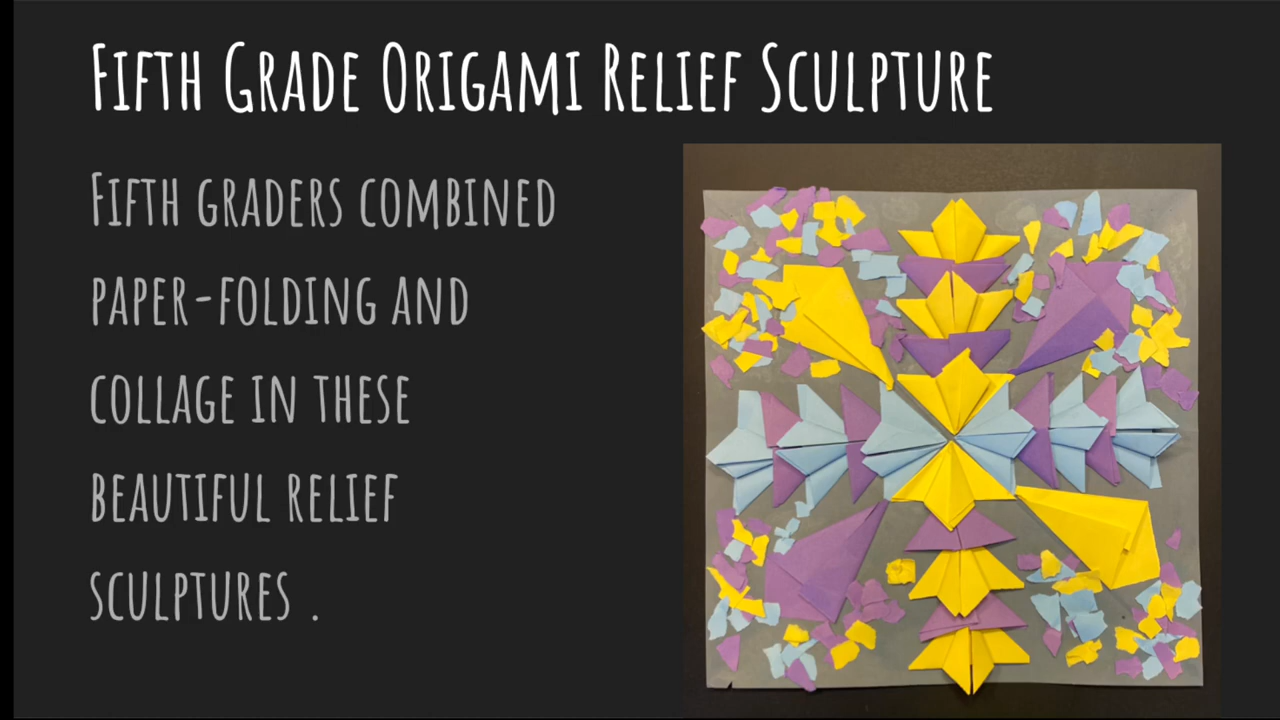 Fifth Grade Origami Relief Sculpture
Fifth graders combined
paper-folding and
collage in these
beautiful relief
sculptures .